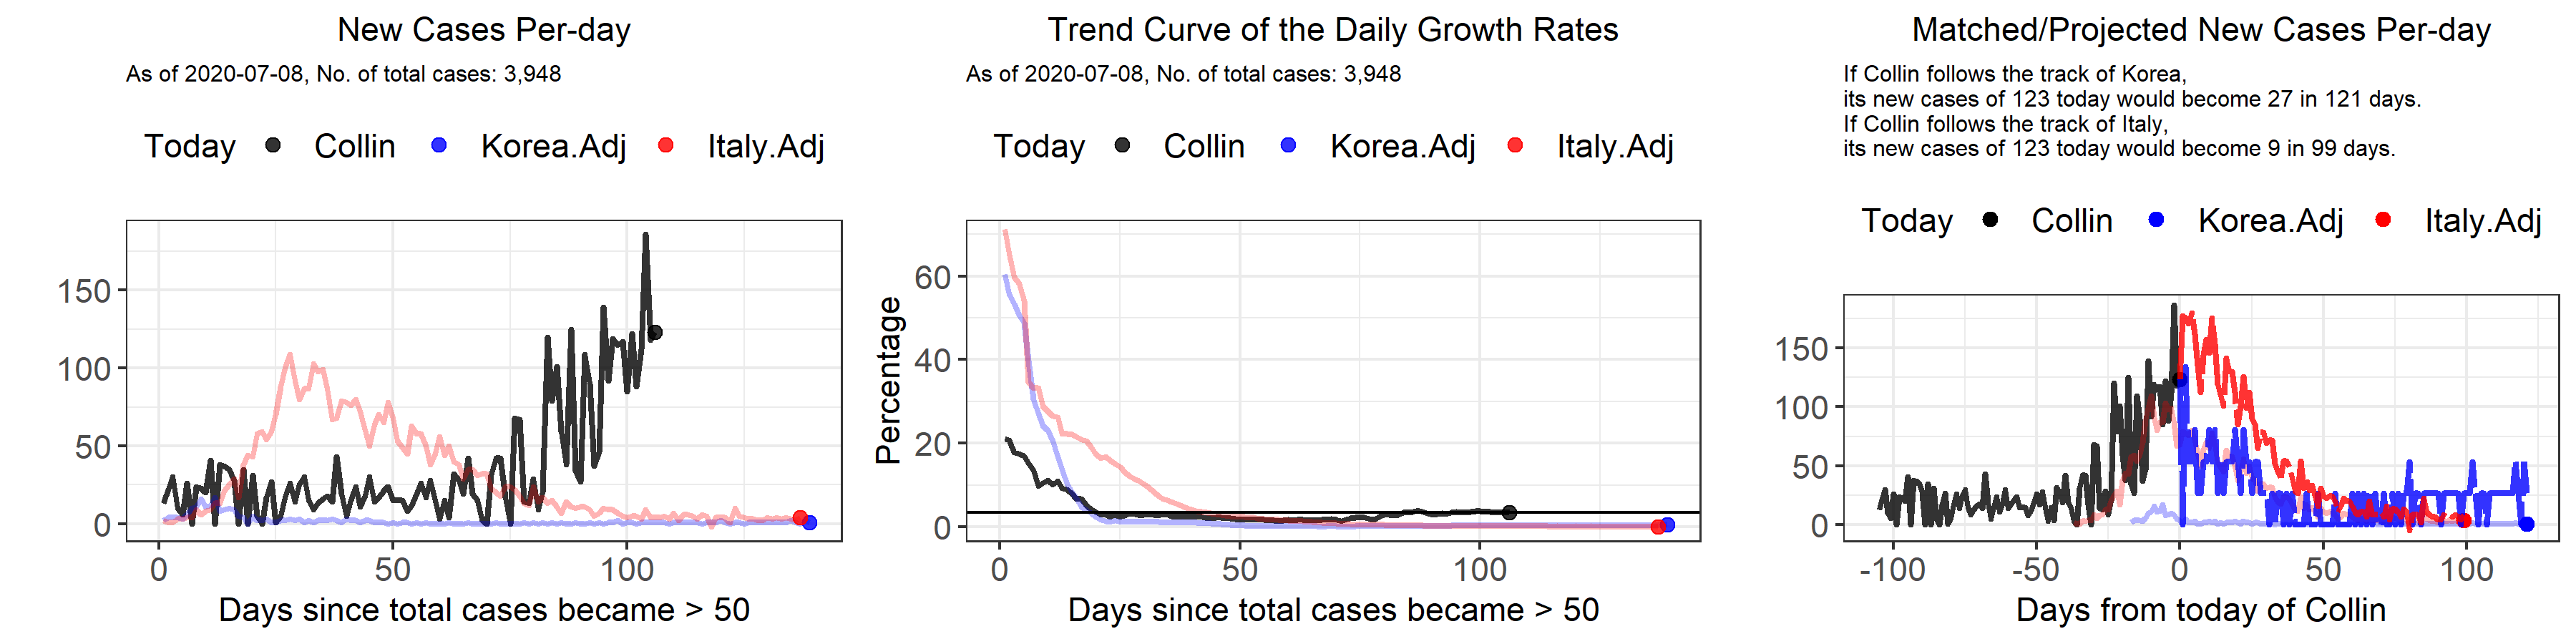 New Cases Per-day
As of 2020-07-08, No. of total cases: 3,948
Today Collin Korea.Adj Italy.Adj
150
100
50
0
0 50 100
Days since total cases became > 50
Trend Curve of the Daily Growth Rates
As of 2020-07-08, No. of total cases: 3,948
Today Collin Korea.Adj Italy.Adj
Percentage
60
40
20
0
0 50 100
Days since total cases became > 50
Matched/Projected New Cases Per-day
If Collin follows the track of Korea,
its new cases of 123 today would become 27 in 121 days.
If Collin follows the track of Italy,
its new cases of 123 today would become 9 in 99 days.
Today Collin Korea.Adj Italy.Adj
150
100
50
0
-100 -50 0 50 100
Days from today of Collin